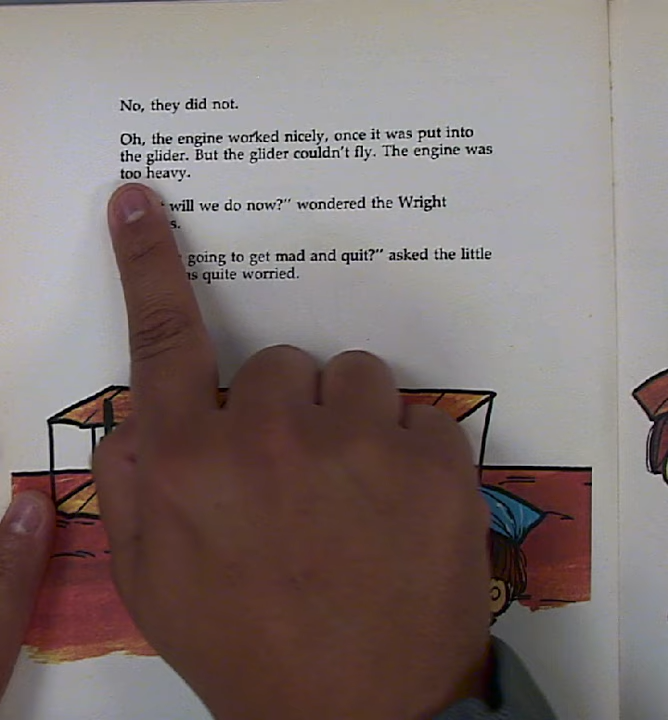 No, they did not.
Oh, the engine worked nicely, once it was put into
the glider. But the glider couldn't fly. The engine was
too heavy.
will we do now?" wondered the Wright
s.
going to get mad and quit?" asked the little
as quite worried.